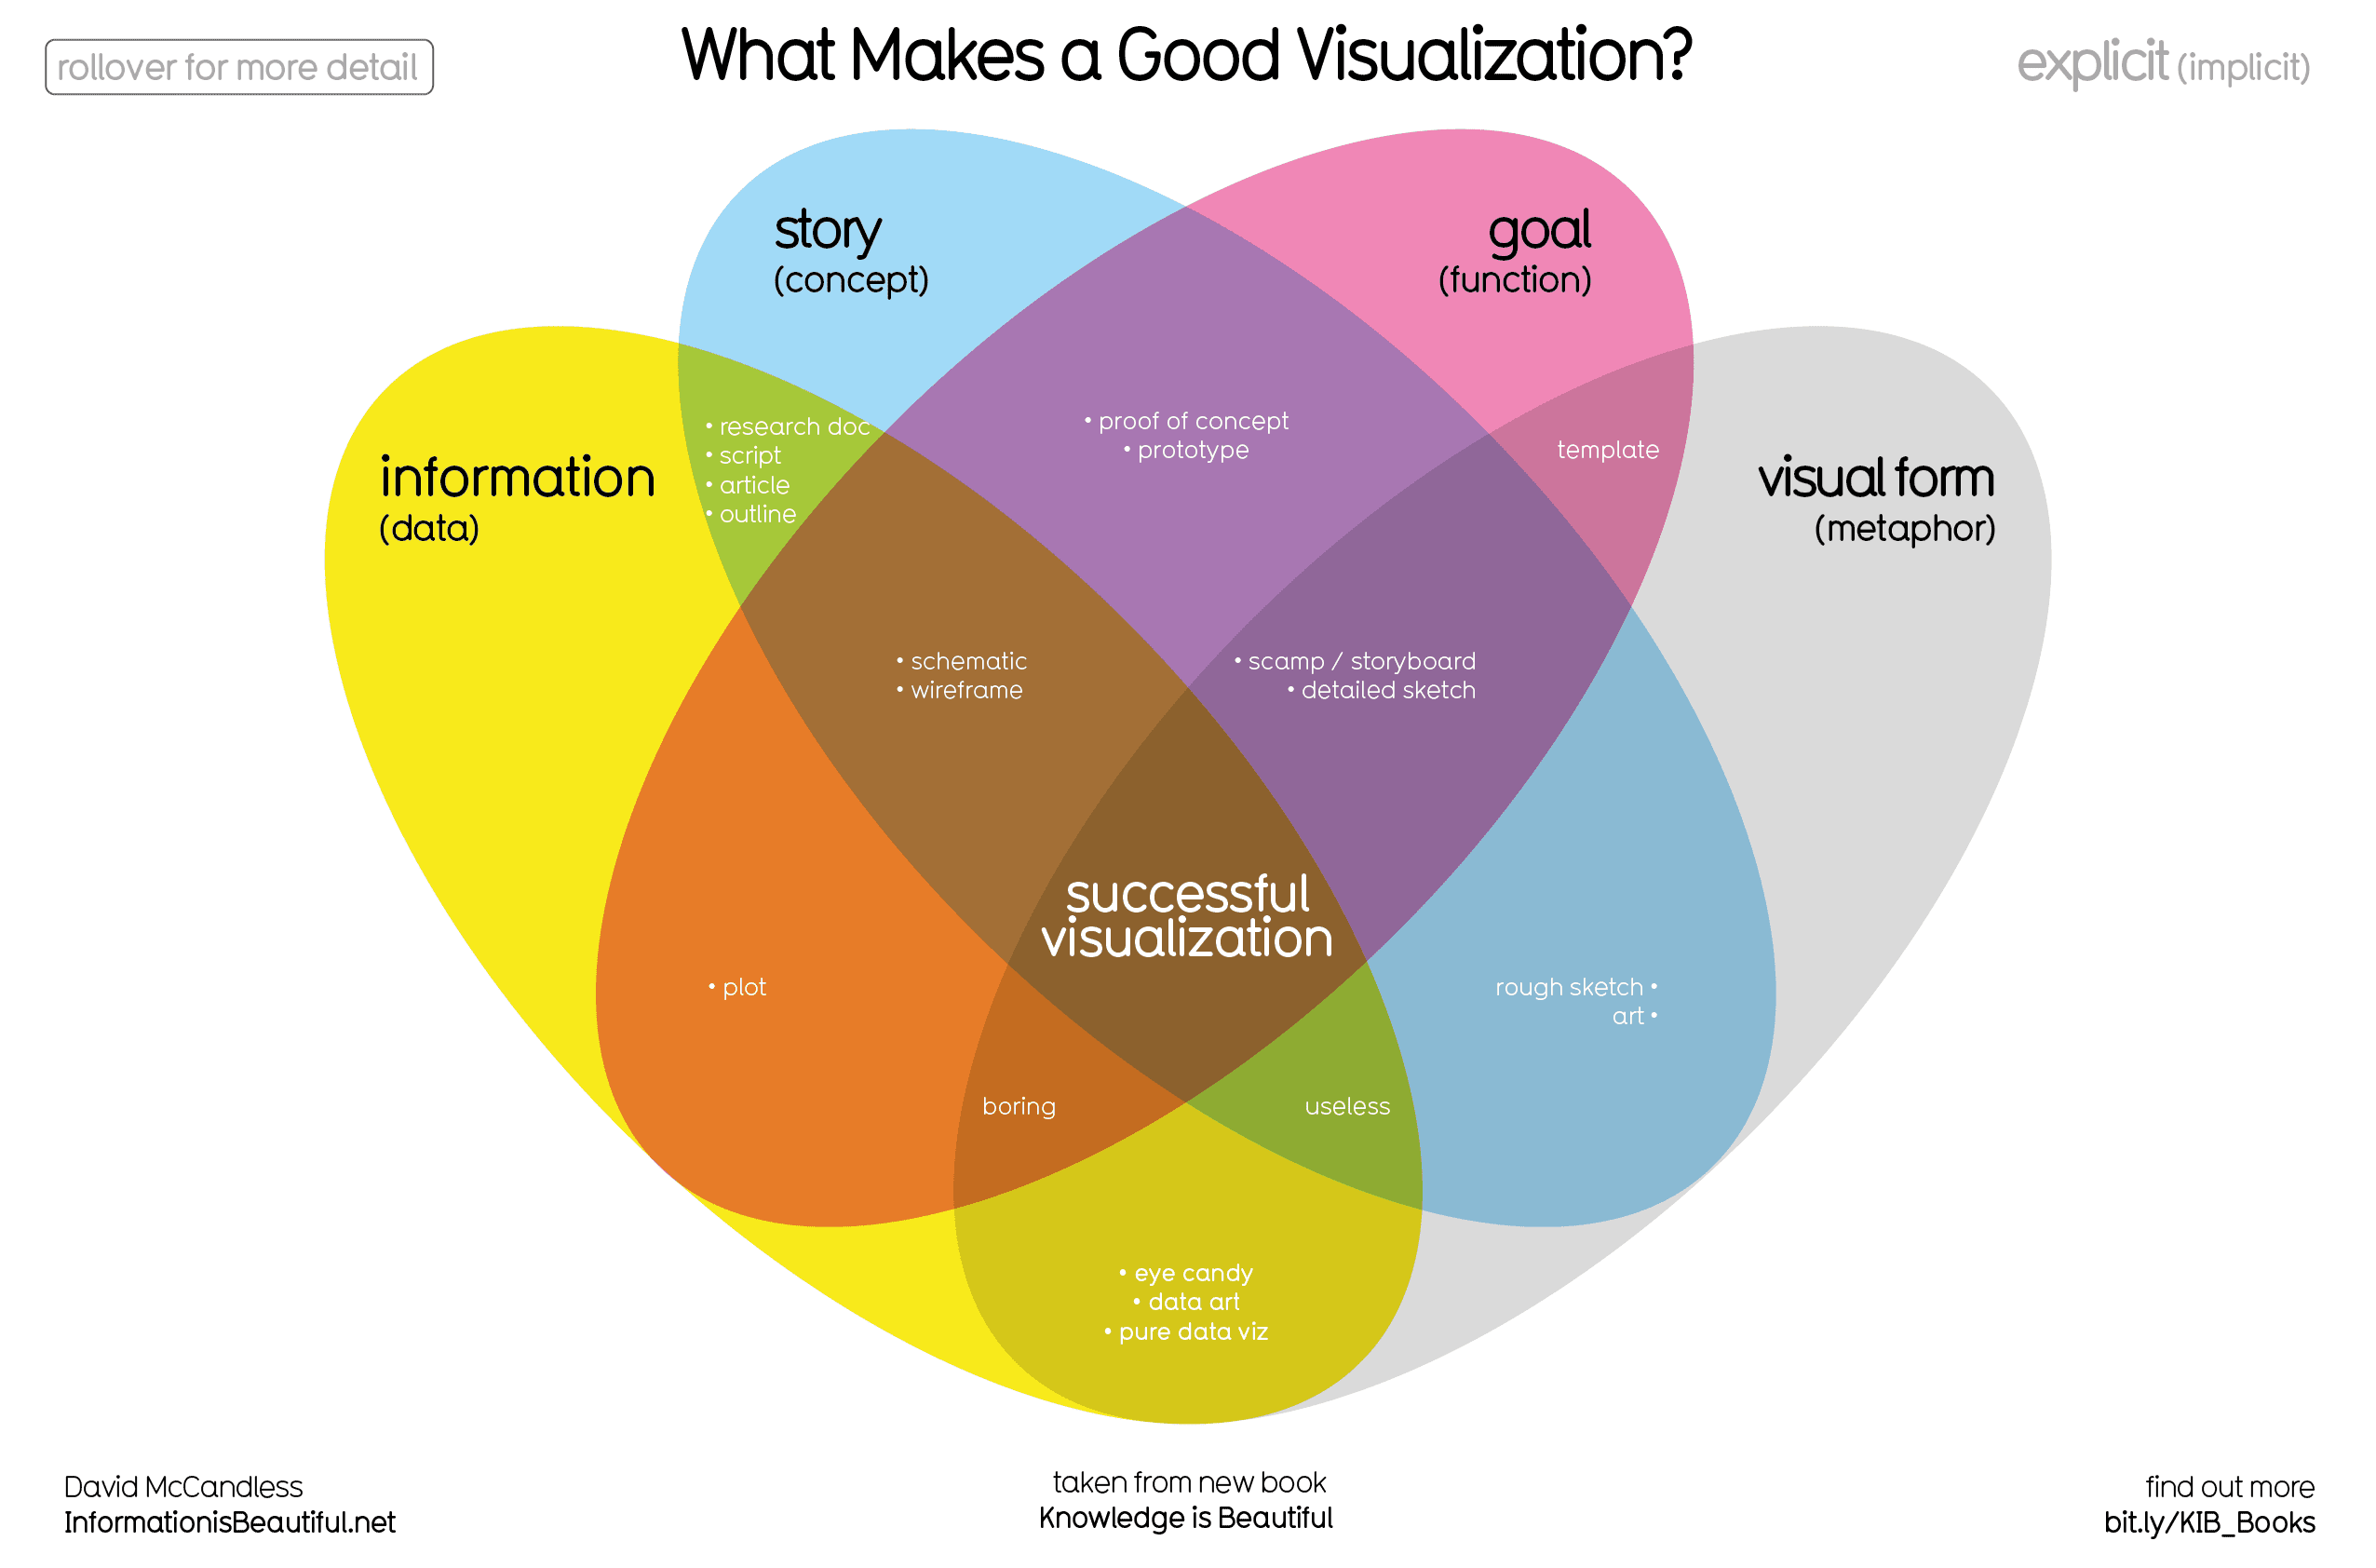 What Makes a Good Visualization?
rollover for more detail
explicit (implicit)
story
(concept)
goal
(function)
information
(data)
visual form
(metaphor)
• research doc
• script
• article
• outline
• proof of concept
• prototype
template
• schematic
• wireframe
• scamp / storyboard
• detailed sketch
successful
visualization
• plot
rough sketch •
art •
boring
useless
• eye candy
• data art
• pure data viz
David McCandless
InformationisBeautiful.net
taken from new book
Knowledge is Beautiful
find out more
bit.ly/KIB_Books